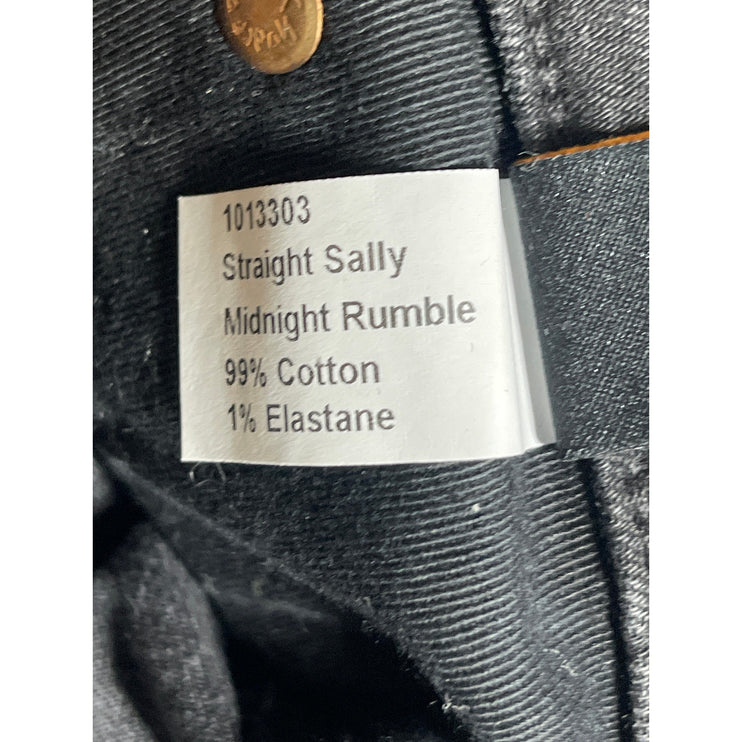 1013303
Straight Sally
Midnight Rumble
99% Cotton
1% Elastane